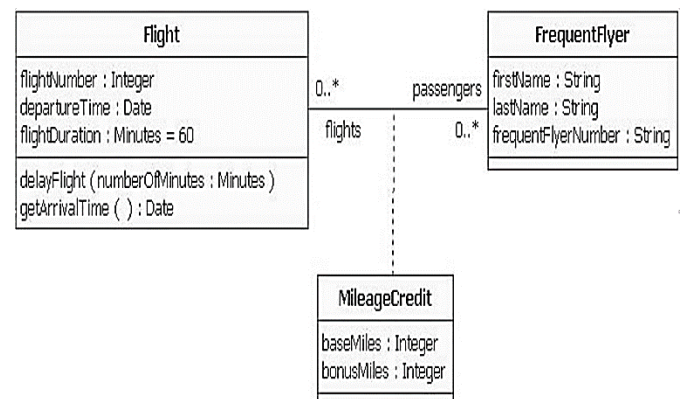 Flight
flightNumber : Integer
departureTime : Date
flightDuration : Minutes = 60
delayFlight ( numberOfMinutes : Minutes )
getArrivalTime ( ) : Date
0..*
flights
passengers
0..*
FrequentFlyer
firstName : String
lastName : String
frequentFlyerNumber : String
MileageCredit
baseMiles : Integer
bonusMiles : Integer